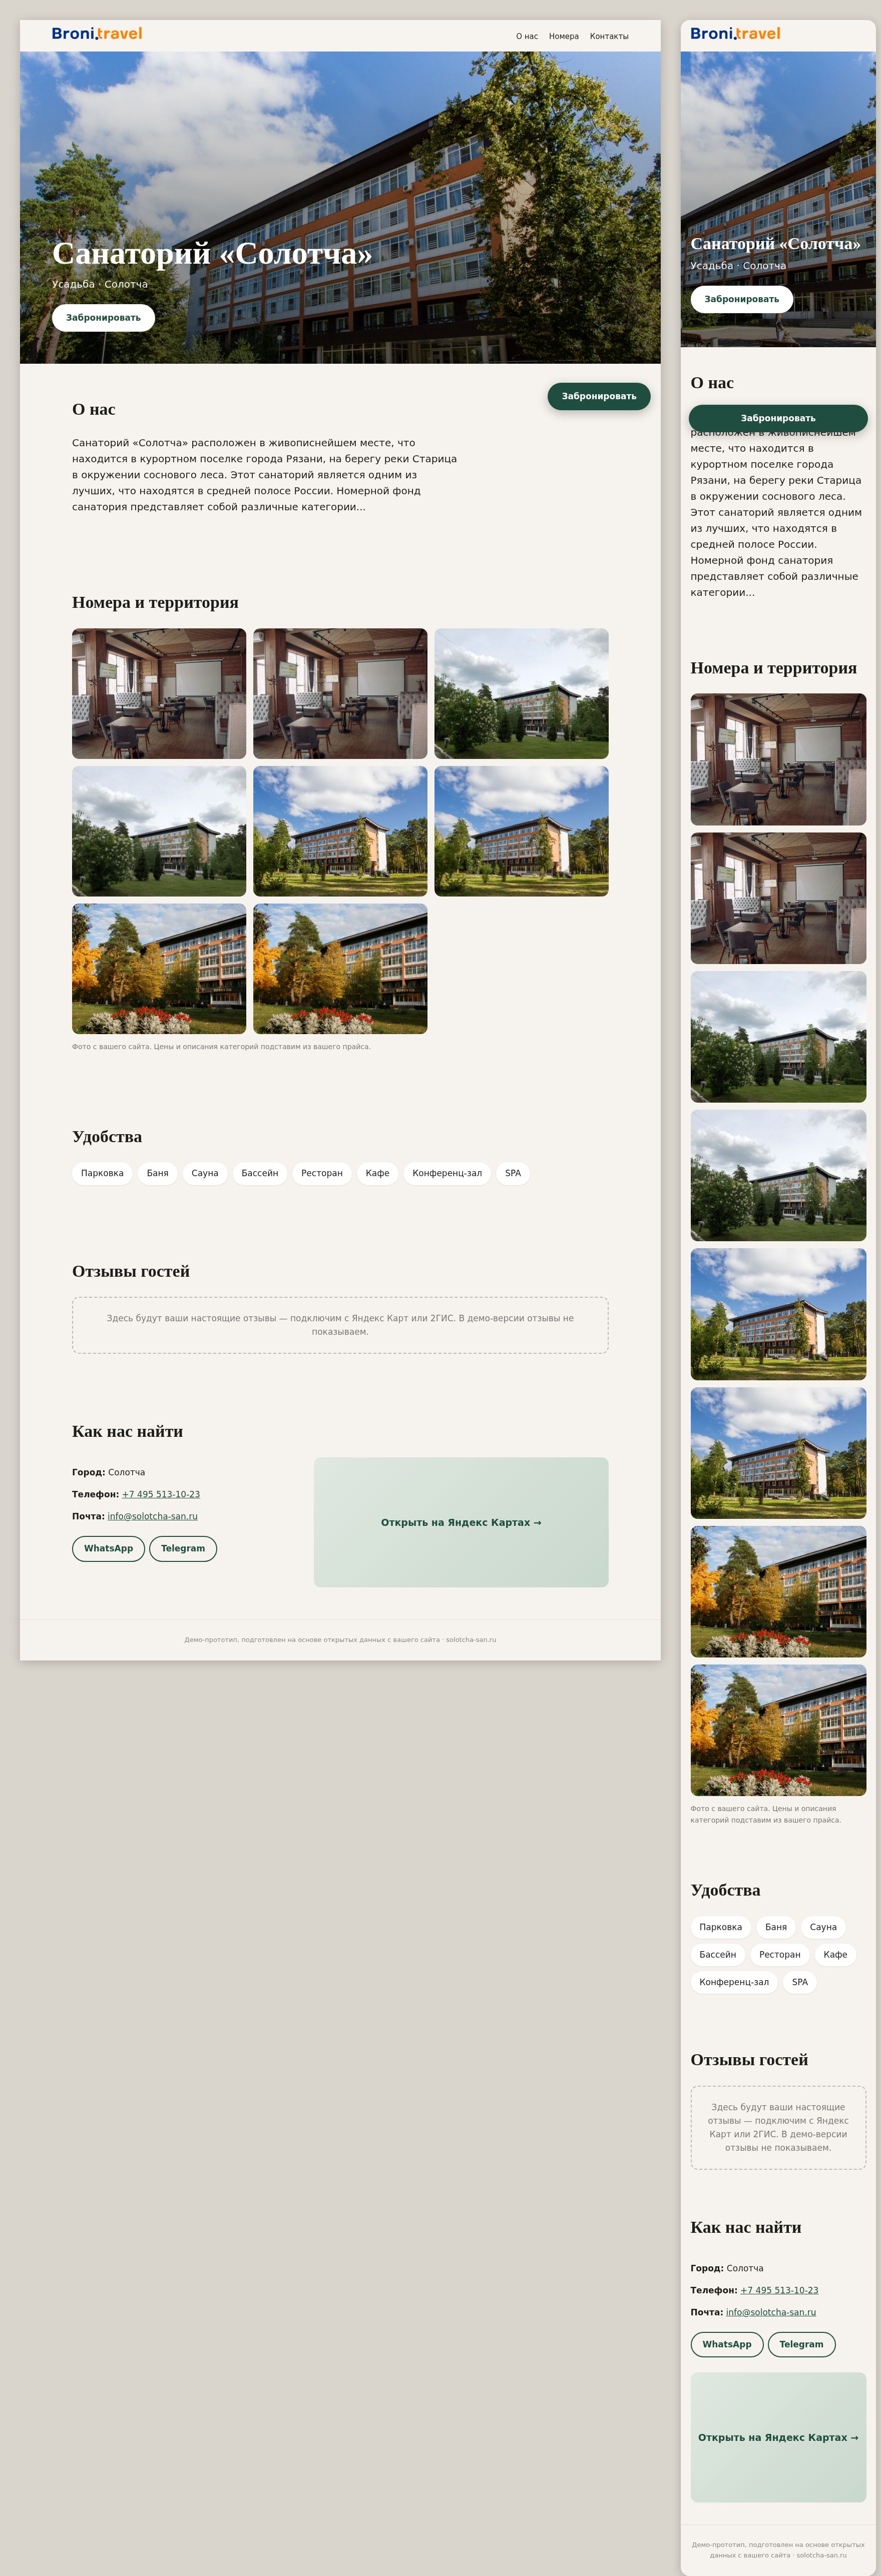 Broni.travel
О нас Номера Контакты
Санаторий «Солотча»
Усадьба · Солотча
Забронировать
О нас
Забронировать
Санаторий «Солотча» расположен в живописнейшем месте, что
находится в курортном поселке города Рязани, на берегу реки Старица
в окружении соснового леса. Этот санаторий является одним из
лучших, что находятся в средней полосе России. Номерной фонд
санатория представляет собой различные категории…
Номера и территория
Фото с вашего сайта. Цены и описания категорий подставим из вашего прайса.
Удобства
Парковка Баня Сауна Бассейн Ресторан Кафе Конференц-зал SPA
Отзывы гостей
Здесь будут ваши настоящие отзывы — подключим с Яндекс Карт или 2ГИС. В демо-версии отзывы не
показываем.
Как нас найти
Город: Солотча
Телефон: +7 495 513-10-23
Почта: info@solotcha-san.ru
WhatsApp Telegram
Открыть на Яндекс Картах →
Демо-прототип, подготовлен на основе открытых данных с вашего сайта · solotcha-san.ru
Broni.travel
Санаторий «Солотча»
Усадьба · Солотча
Забронировать
О нас
Забронировать
расположен в живописнейшем
месте, что находится в
курортном поселке города
Рязани, на берегу реки Старица
в окружении соснового леса.
Этот санаторий является одним
из лучших, что находятся в
средней полосе России.
Номерной фонд санатория
представляет собой различные
категории…
Номера и территория
Фото с вашего сайта. Цены и описания
категорий подставим из вашего прайса.
Удобства
Парковка Баня Сауна
Бассейн Ресторан Кафе
Конференц-зал SPA
Отзывы гостей
Здесь будут ваши настоящие
отзывы — подключим с Яндекс
Карт или 2ГИС. В демо-версии
отзывы не показываем.
Как нас найти
Город: Солотча
Телефон: +7 495 513-10-23
Почта: info@solotcha-san.ru
WhatsApp Telegram
Открыть на Яндекс Картах →
Демо-прототип, подготовлен на основе открытых
данных с вашего сайта · solotcha-san.ru